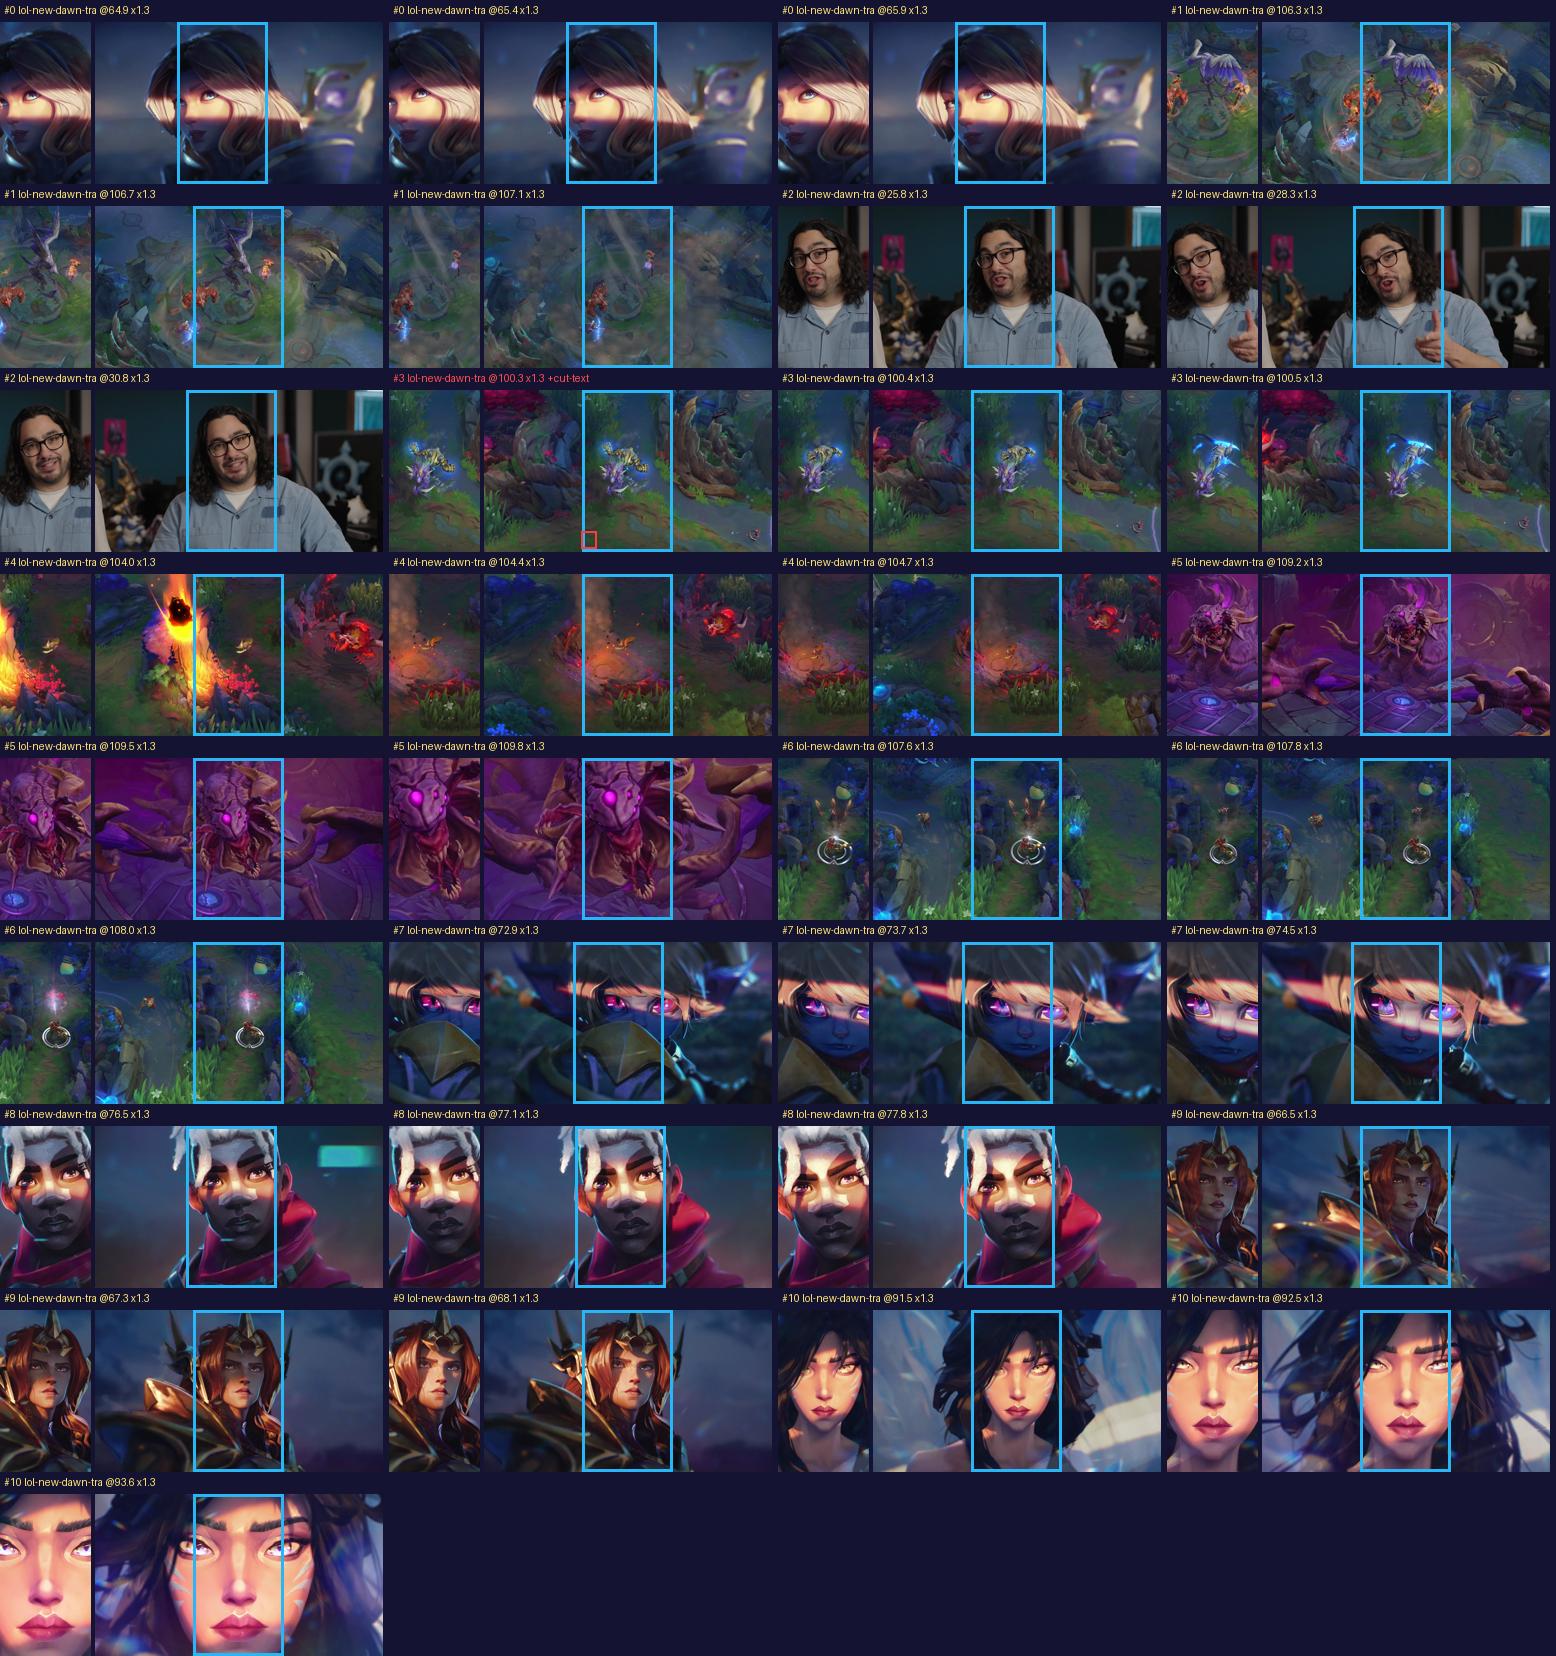 #0 lol-new-dawn-tra @64.9 x1.3
#0 lol-new-dawn-tra @65.4 x1.3
#0 lol-new-dawn-tra @65.9 x1.3
#1 lol-new-dawn-tra @106.3 x1.3
#1 lol-new-dawn-tra @106.7 x1.3
#1 lol-new-dawn-tra @107.1 x1.3
#2 lol-new-dawn-tra @25.8 x1.3
#2 lol-new-dawn-tra @28.3 x1.3
#2 lol-new-dawn-tra @30.8 x1.3
#3 lol-new-dawn-tra @100.3 x1.3 +cut-text
#3 lol-new-dawn-tra @100.4 x1.3
#3 lol-new-dawn-tra @100.5 x1.3
#4 lol-new-dawn-tra @104.0 x1.3
#4 lol-new-dawn-tra @104.4 x1.3
#4 lol-new-dawn-tra @104.7 x1.3
#5 lol-new-dawn-tra @109.2 x1.3
#5 lol-new-dawn-tra @109.5 x1.3
#5 lol-new-dawn-tra @109.8 x1.3
#6 lol-new-dawn-tra @107.6 x1.3
#6 lol-new-dawn-tra @107.8 x1.3
#6 lol-new-dawn-tra @108.0 x1.3
#7 lol-new-dawn-tra @72.9 x1.3
#7 lol-new-dawn-tra @73.7 x1.3
#7 lol-new-dawn-tra @74.5 x1.3
#8 lol-new-dawn-tra @76.5 x1.3
#8 lol-new-dawn-tra @77.1 x1.3
#8 lol-new-dawn-tra @77.8 x1.3
#9 lol-new-dawn-tra @66.5 x1.3
#9 lol-new-dawn-tra @67.3 x1.3
#9 lol-new-dawn-tra @68.1 x1.3
#10 lol-new-dawn-tra @91.5 x1.3
#10 lol-new-dawn-tra @92.5 x1.3
#10 lol-new-dawn-tra @93.6 x1.3